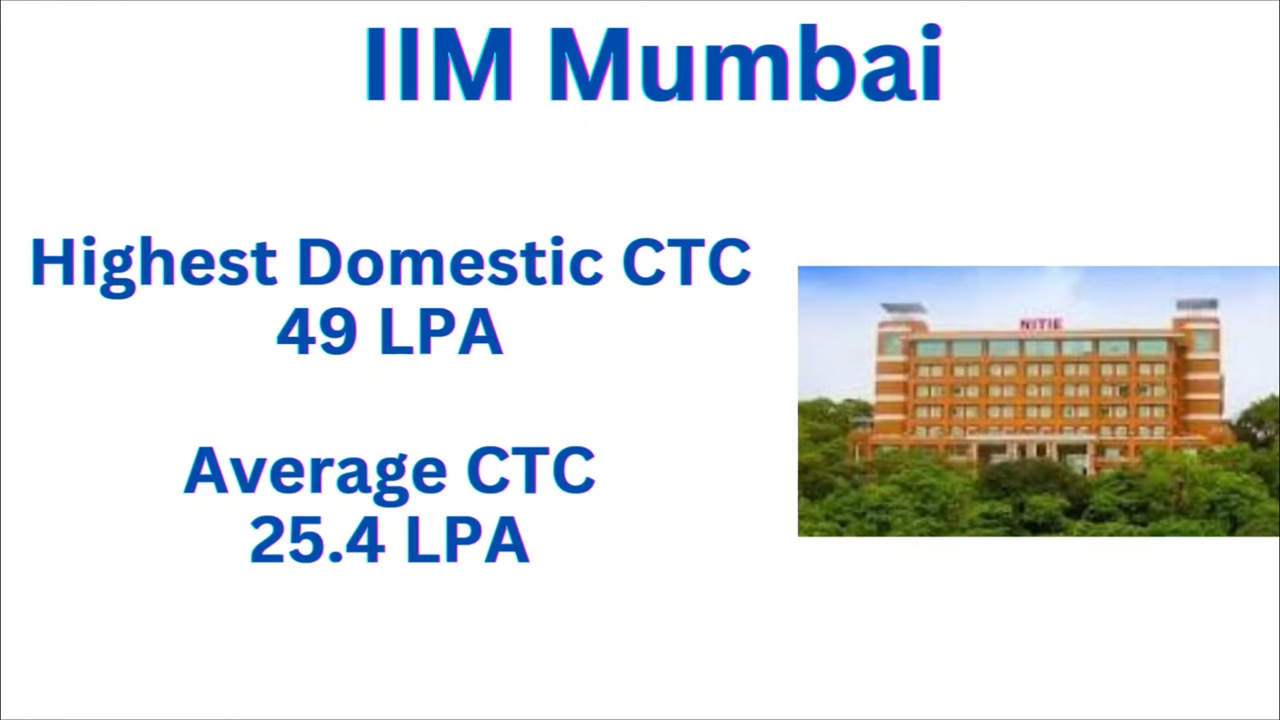 IIM Mumbai
Highest Domestic CTC
49 LPA
NITIE
Average CTC
25.4 LPA